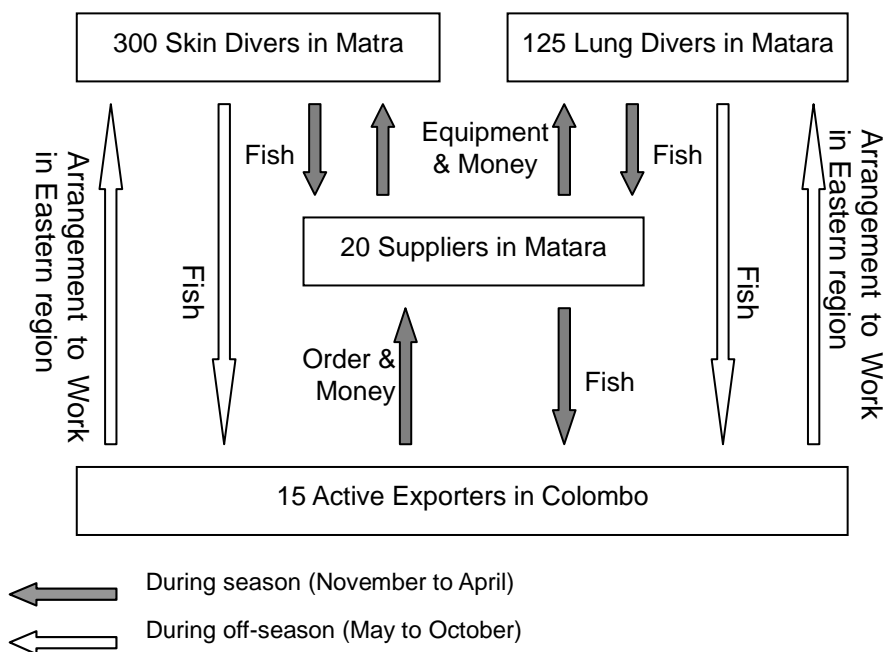 300 Skin Divers in Matra
125 Lung Divers in Matara
Arrangement to Work
in Eastern region
Fish
Fish
Equipment
& Money
Fish
Fish
Arrangement to Work
in Eastern region
20 Suppliers in Matara
Order &
Money
Fish
15 Active Exporters in Colombo
During season (November to April)
During off-season (May to October)